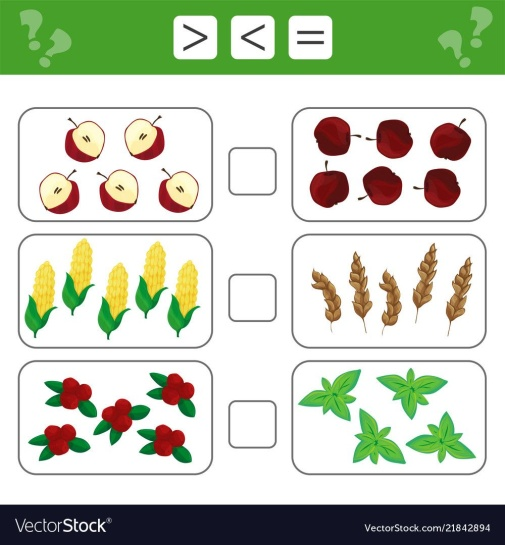 ? ? > < = ? ?
VectorStock® VectorStock.com/21842894